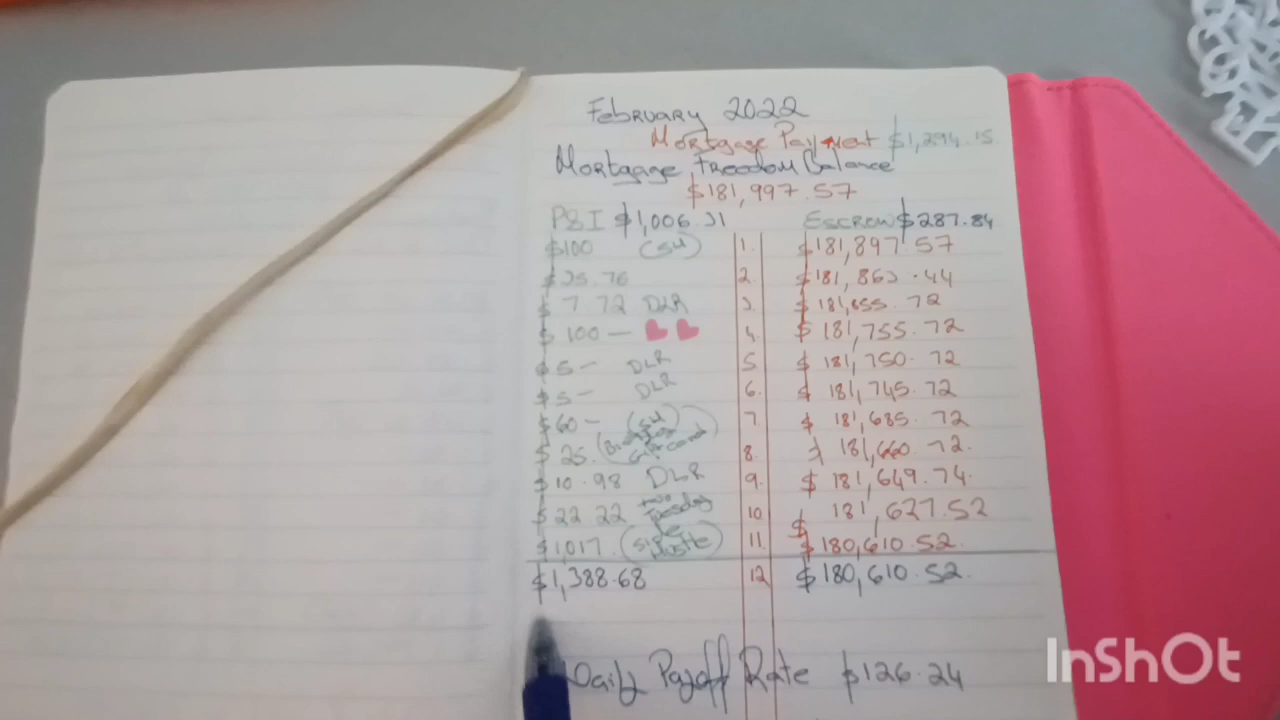 February 2022
Mortgage Payment $1,294.15
Mortgage Freedom Balance
$181,997.57
P&I $1,006.31 Escrow $287.84
$100 (SH) 1. $181,897.57
$35.76 2. $181,863.44
$7.72 DLR 3. $181,855.72
$100 — 4. $181,755.72
$5 — DLR 5. $181,750.72
$5 — DLR 6. $181,745.72
$60 — (SH) 7. $181,685.72
$25. Gift Card 8. $181,660.72
$10.98 DLR 9. $181,649.74
$22.22 Two Tuesday 10 $181,627.52
$1,017. (Side Hustle) 11. $180,610.52
$1,388.68 12 $180,610.52
Daily Payoff Rate $126.24
InShOt